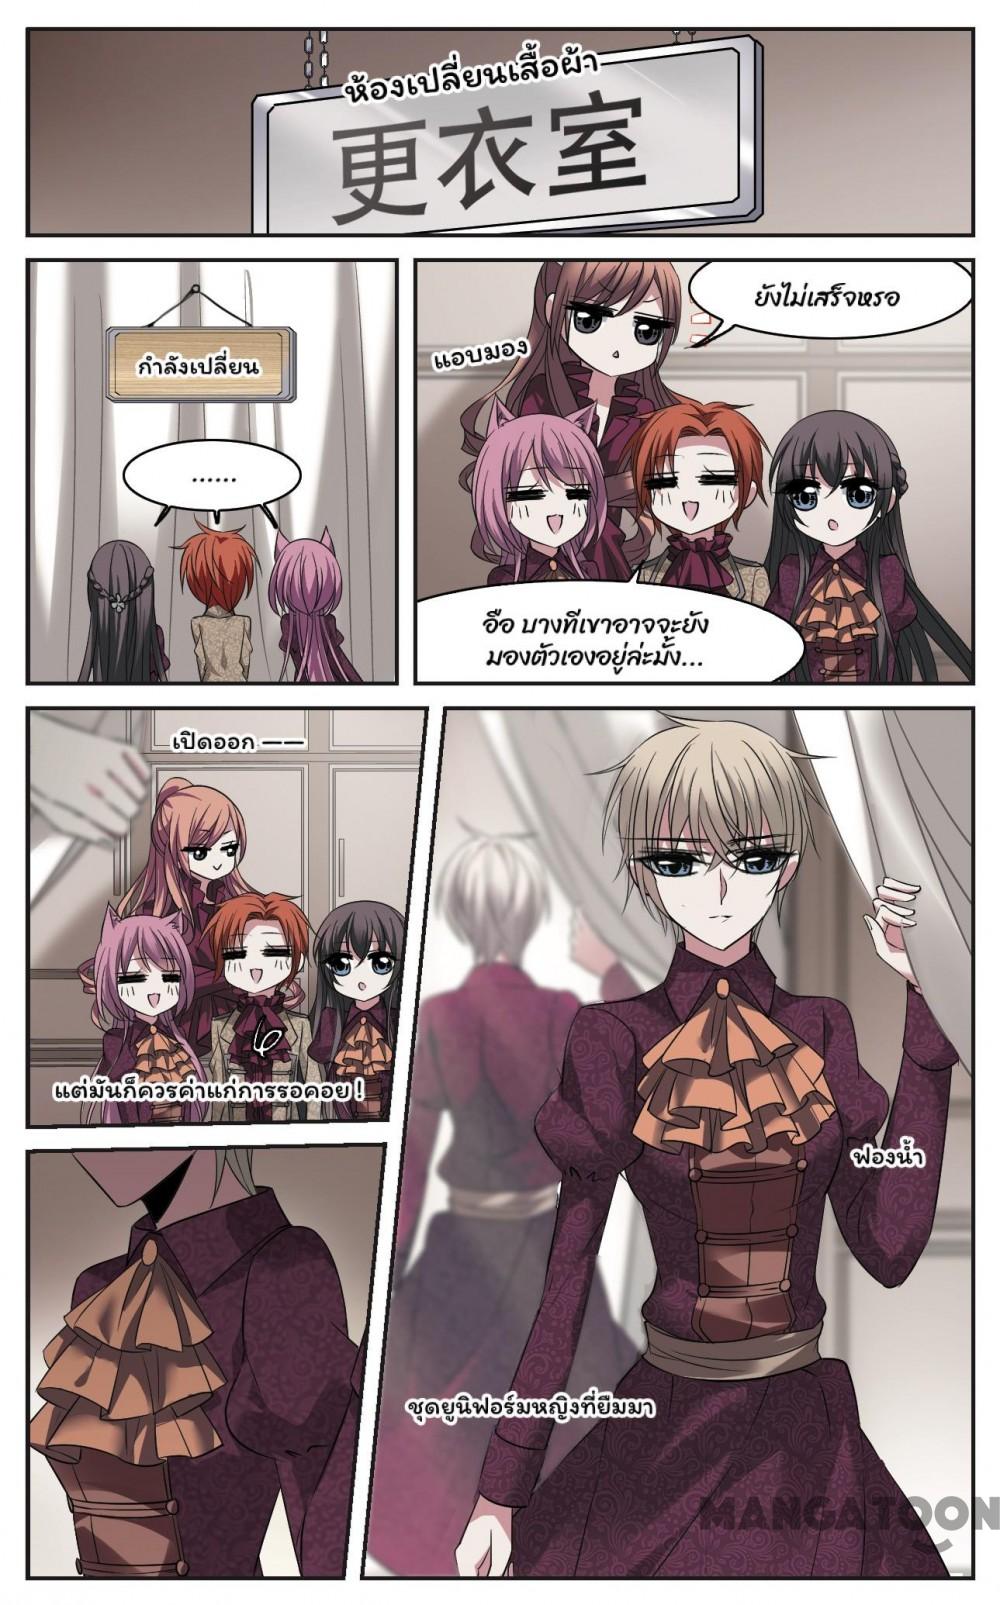 ห้องเปลี่ยนเสื้อผ้า
更衣室
กำลังเปลี่ยน
......
ยังไม่เสร็จหรอ
แอบมอง
อือ บางทีเขาอาจจะยัง
มองตัวเองอยู่ล่ะมั้ง...
เปิดออก ——
แต่มันก็ควรค่าแก่การรอคอย !
ฟองน้ำ
ชุดยูนิฟอร์มหญิงที่ยืมมา
MANGATOON